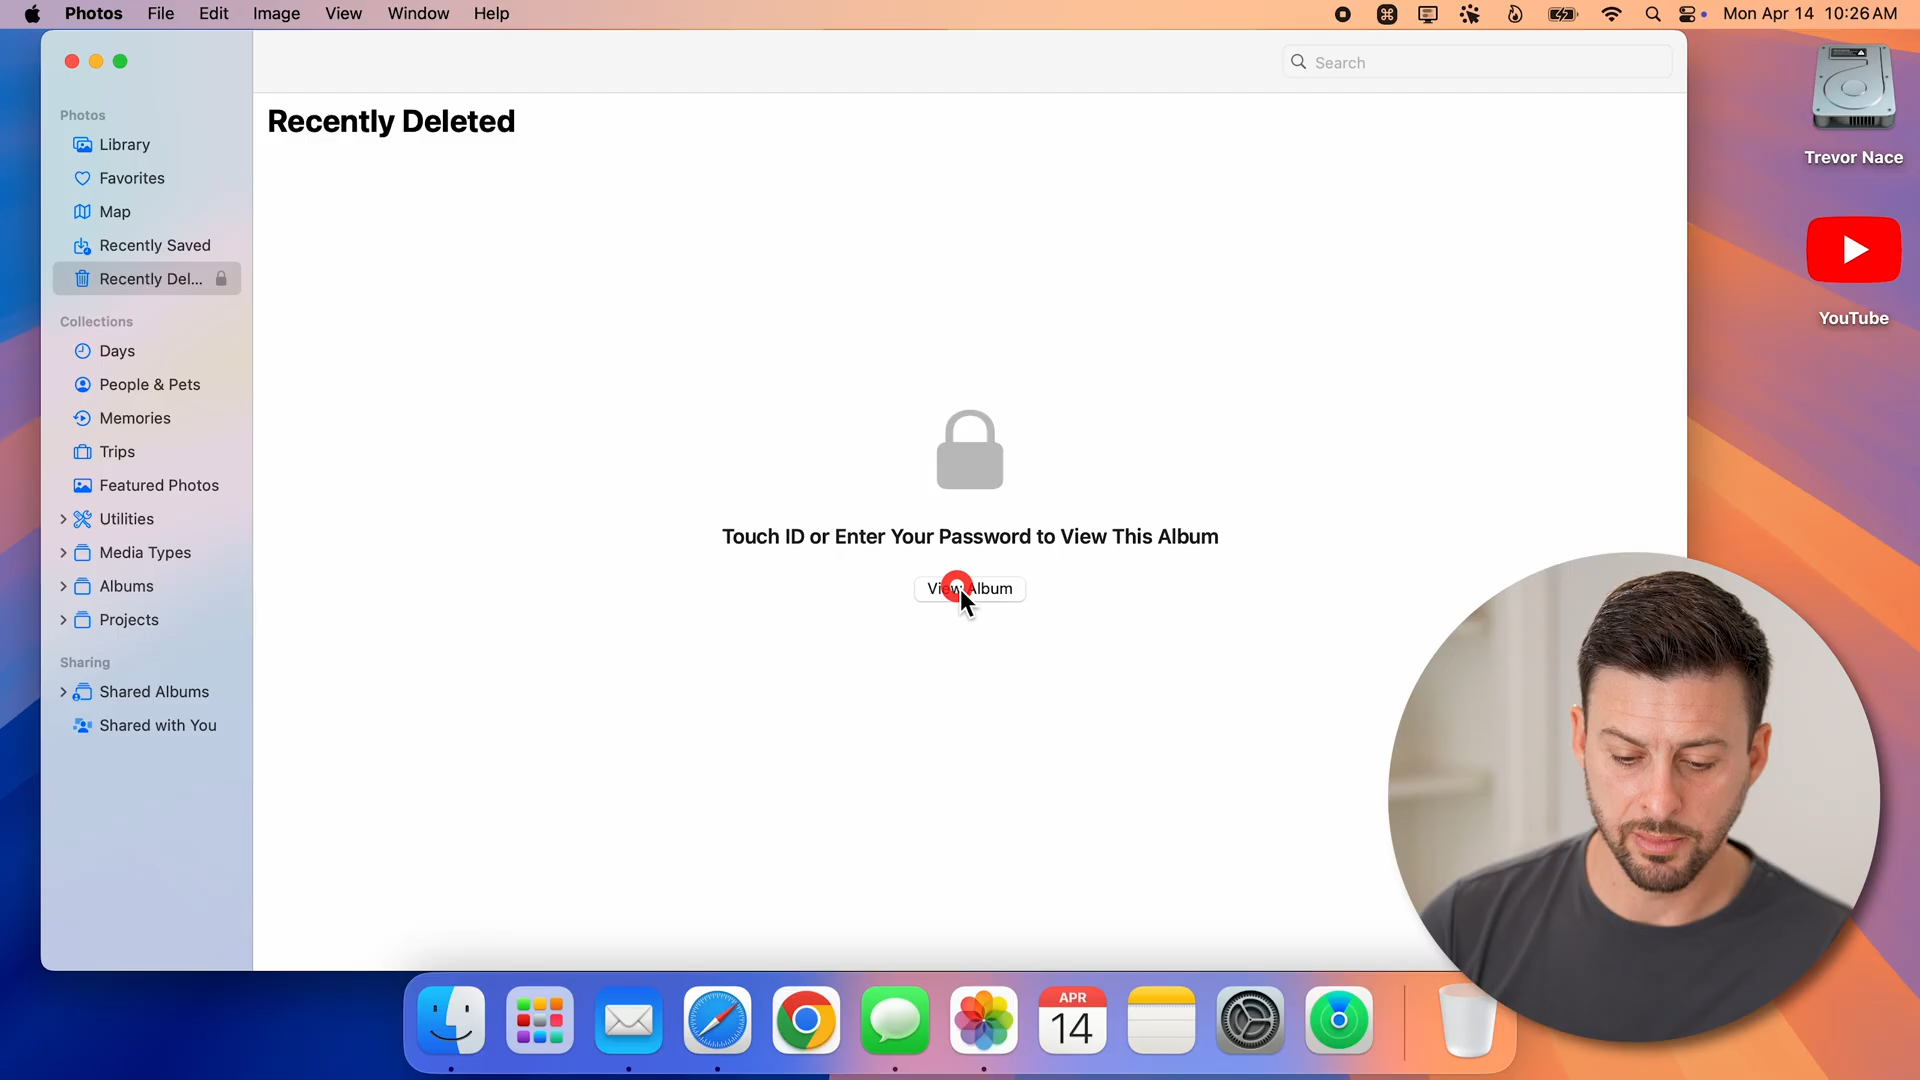 Photos File Edit Image View Window Help Mon Apr 14 10:26 AM
Search
Trevor Nace
YouTube
Photos
Library
Favorites
Map
Recently Saved
Recently Del...
Collections
Days
People & Pets
Memories
Trips
Featured Photos
Utilities
Media Types
Albums
Projects
Sharing
Shared Albums
Shared with You
Recently Deleted
Touch ID or Enter Your Password to View This Album
View Album
APR
14